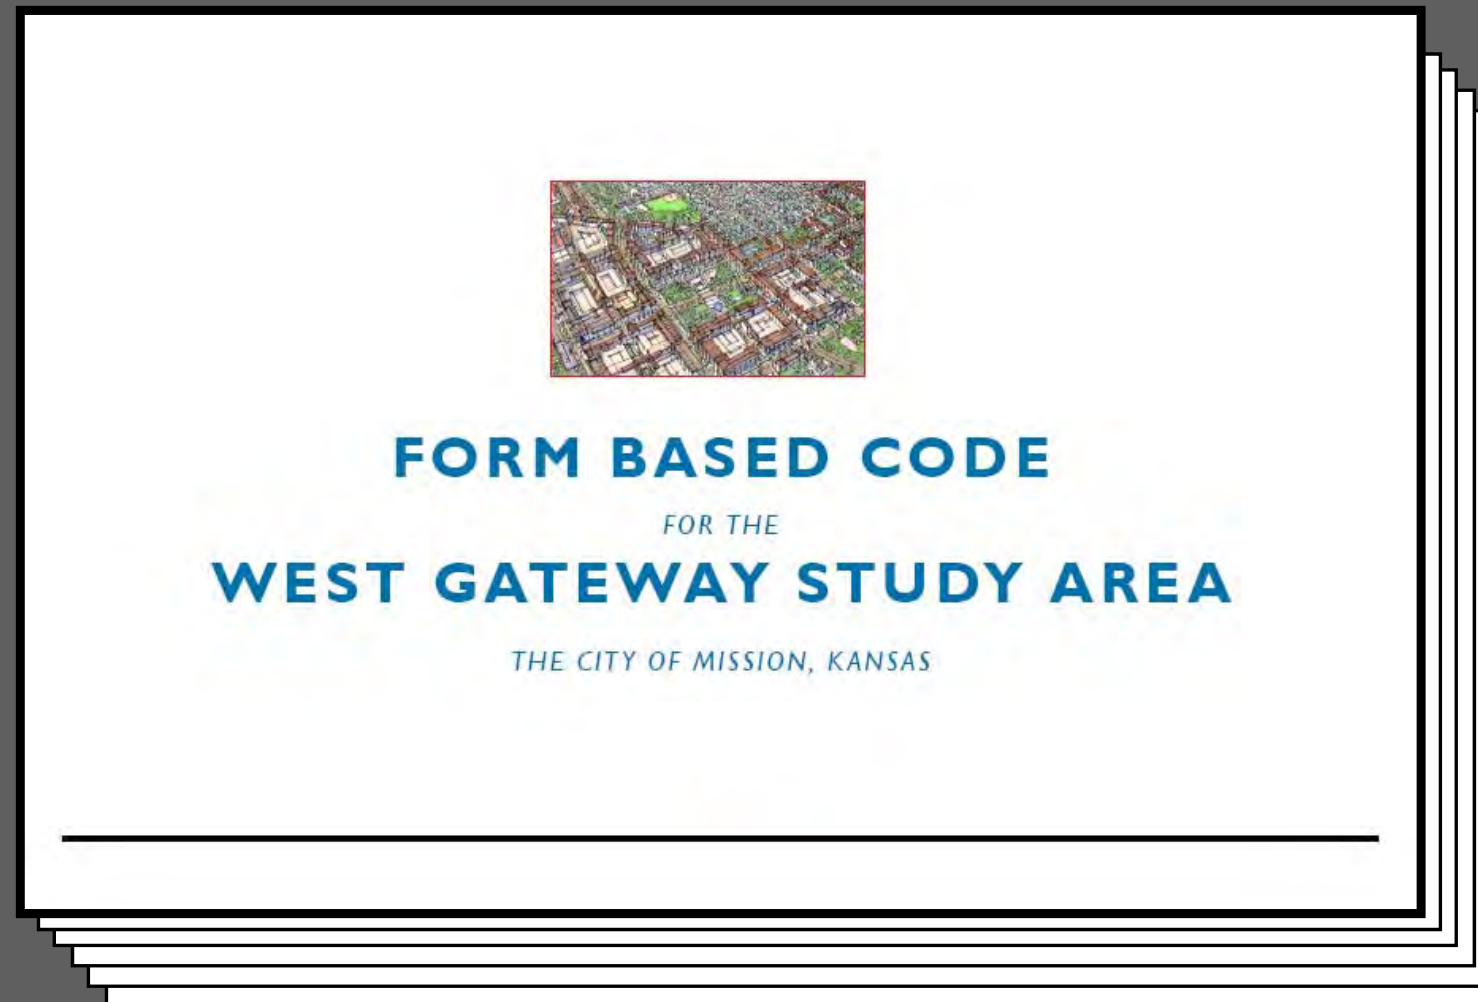 FORM BASED CODE
FOR THE
WEST GATEWAY STUDY AREA
THE CITY OF MISSION, KANSAS